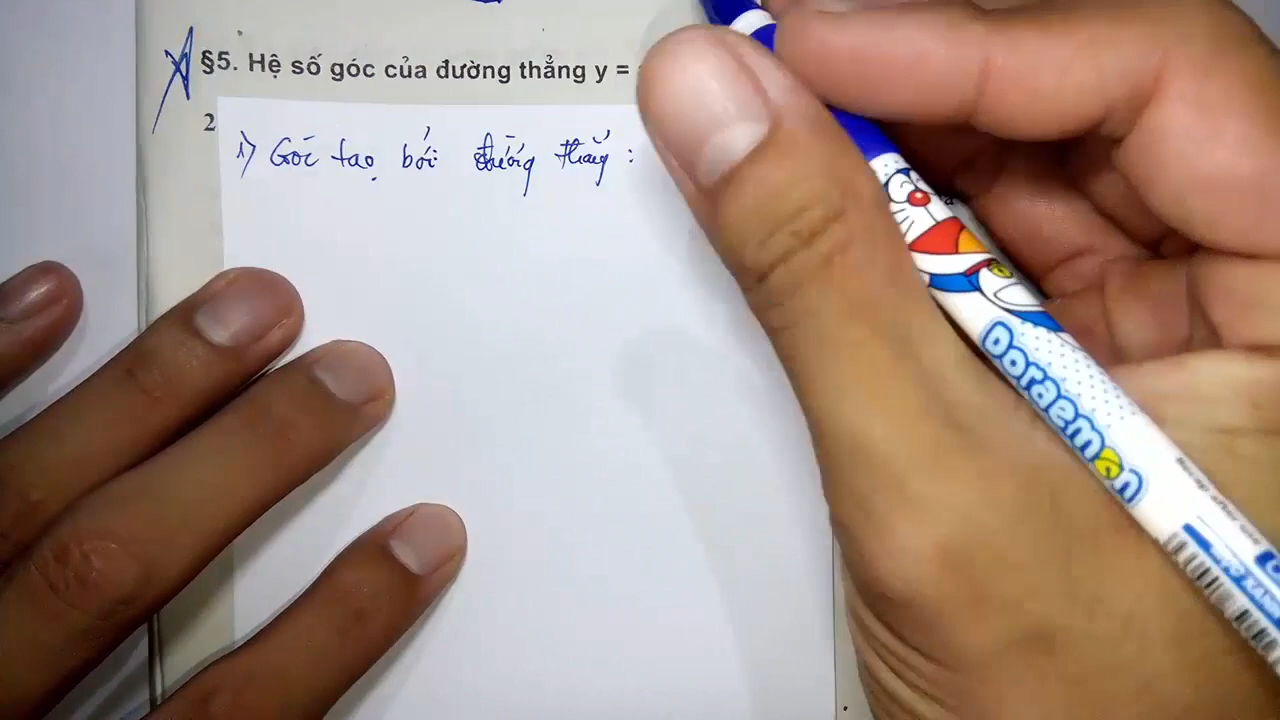 §5. Hệ số góc của đường thẳng y =
2
1) Góc tạo bởi đường thẳng :
Doraemon